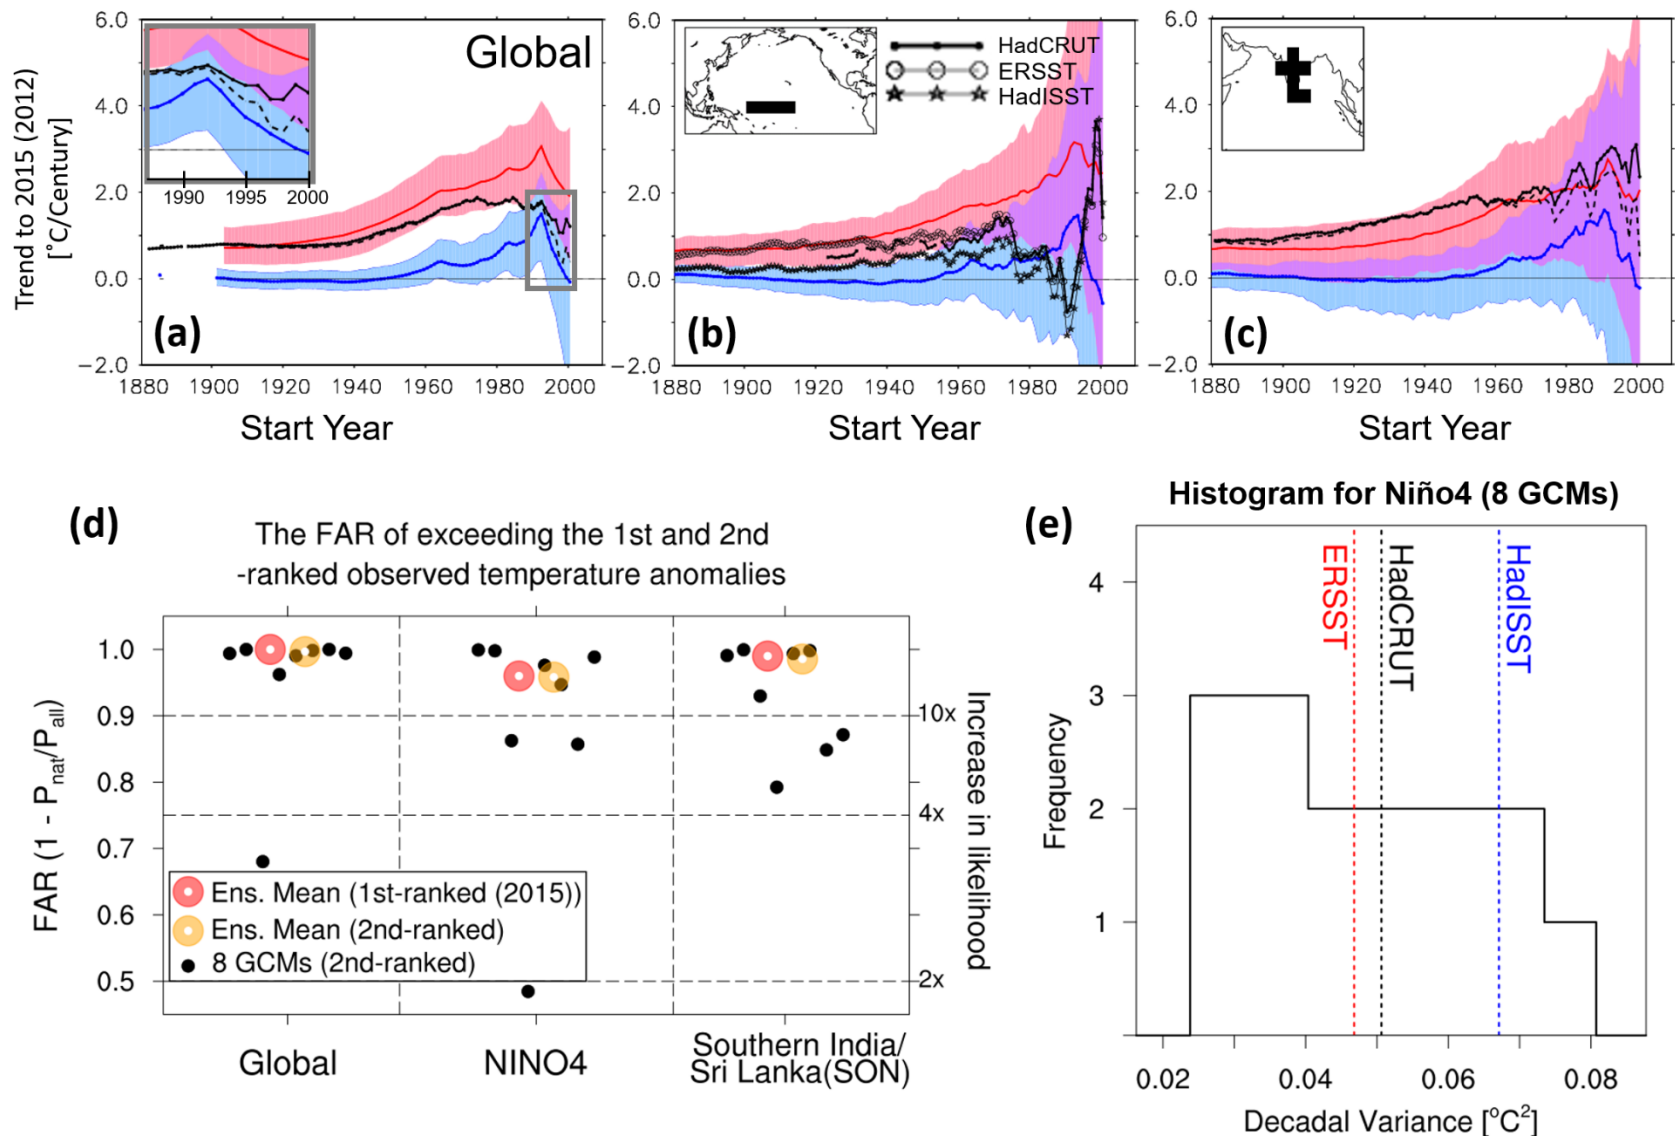 6.0
4.0
2.0
0.0
−2.0
Trend to 2015 (2012)
[˚C/Century]
Global
1990
1995
2000
(a)
1880 1900 1920 1940 1960 1980 2000
Start Year
6.0
4.0
2.0
0.0
−2.0
HadCRUT
ERSST
HadISST
(b)
1880 1900 1920 1940 1960 1980 2000
Start Year
6.0
4.0
2.0
0.0
−2.0
(c)
1880 1900 1920 1940 1960 1980 2000
Start Year
(d)
The FAR of exceeding the 1st and 2nd
-ranked observed temperature anomalies
FAR (1 - Pnat/Pall)
1.0
0.9
0.8
0.7
0.6
0.5
10x
4x
2x
Increase in likelihood
Ens. Mean (1st-ranked (2015))
Ens. Mean (2nd-ranked)
8 GCMs (2nd-ranked)
Global
NINO4
Southern India/
Sri Lanka(SON)
Histogram for Niño4 (8 GCMs)
(e)
Frequency
4
3
2
1
ERSST
HadCRUT
HadISST
0.02 0.04 0.06 0.08
Decadal Variance [°C²]